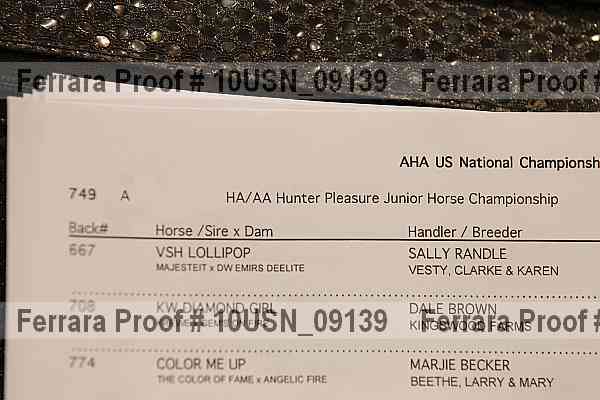 Ferrara Proof # 10USN_09139 Ferrara Proof #
AHA US National Championsh
749 A HA/AA Hunter Pleasure Junior Horse Championship
Back# Horse /Sire x Dam Handler / Breeder
667 VSH LOLLIPOP SALLY RANDLE
MAJESTEIT x DW EMIRS DEELITE VESTY, CLARKE & KAREN
708 KW DIAMOND GIRL DALE BROWN
KINGSWOOD FARMS
Ferrara Proof # 10USN_09139 Ferrara Proof #
774 COLOR ME UP MARJIE BECKER
THE COLOR OF FAME x ANGELIC FIRE BEETHE, LARRY & MARY